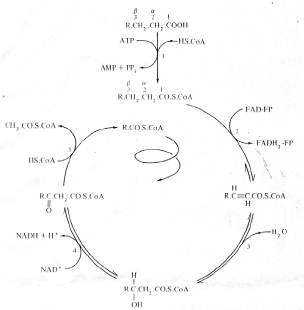 β α
3 2 1
R.CH₂.CH₂.COOH
ATP HS.CoA
1
AMP + PPᵢ
β α
3 2 1
R.CH₂.CH₂.CO.S.CoA
CH₃.CO.S.CoA R.CO.S.CoA FAD-FP
5 2
HS.CoA FADH₂-FP
R.C.CH₂.CO.S.CoA
O
H
R.C=C.CO.S.CoA
H
NADH + H⁺ H₂O
4 3
NAD⁺
H
R.C.CH₂.CO.S.CoA
OH